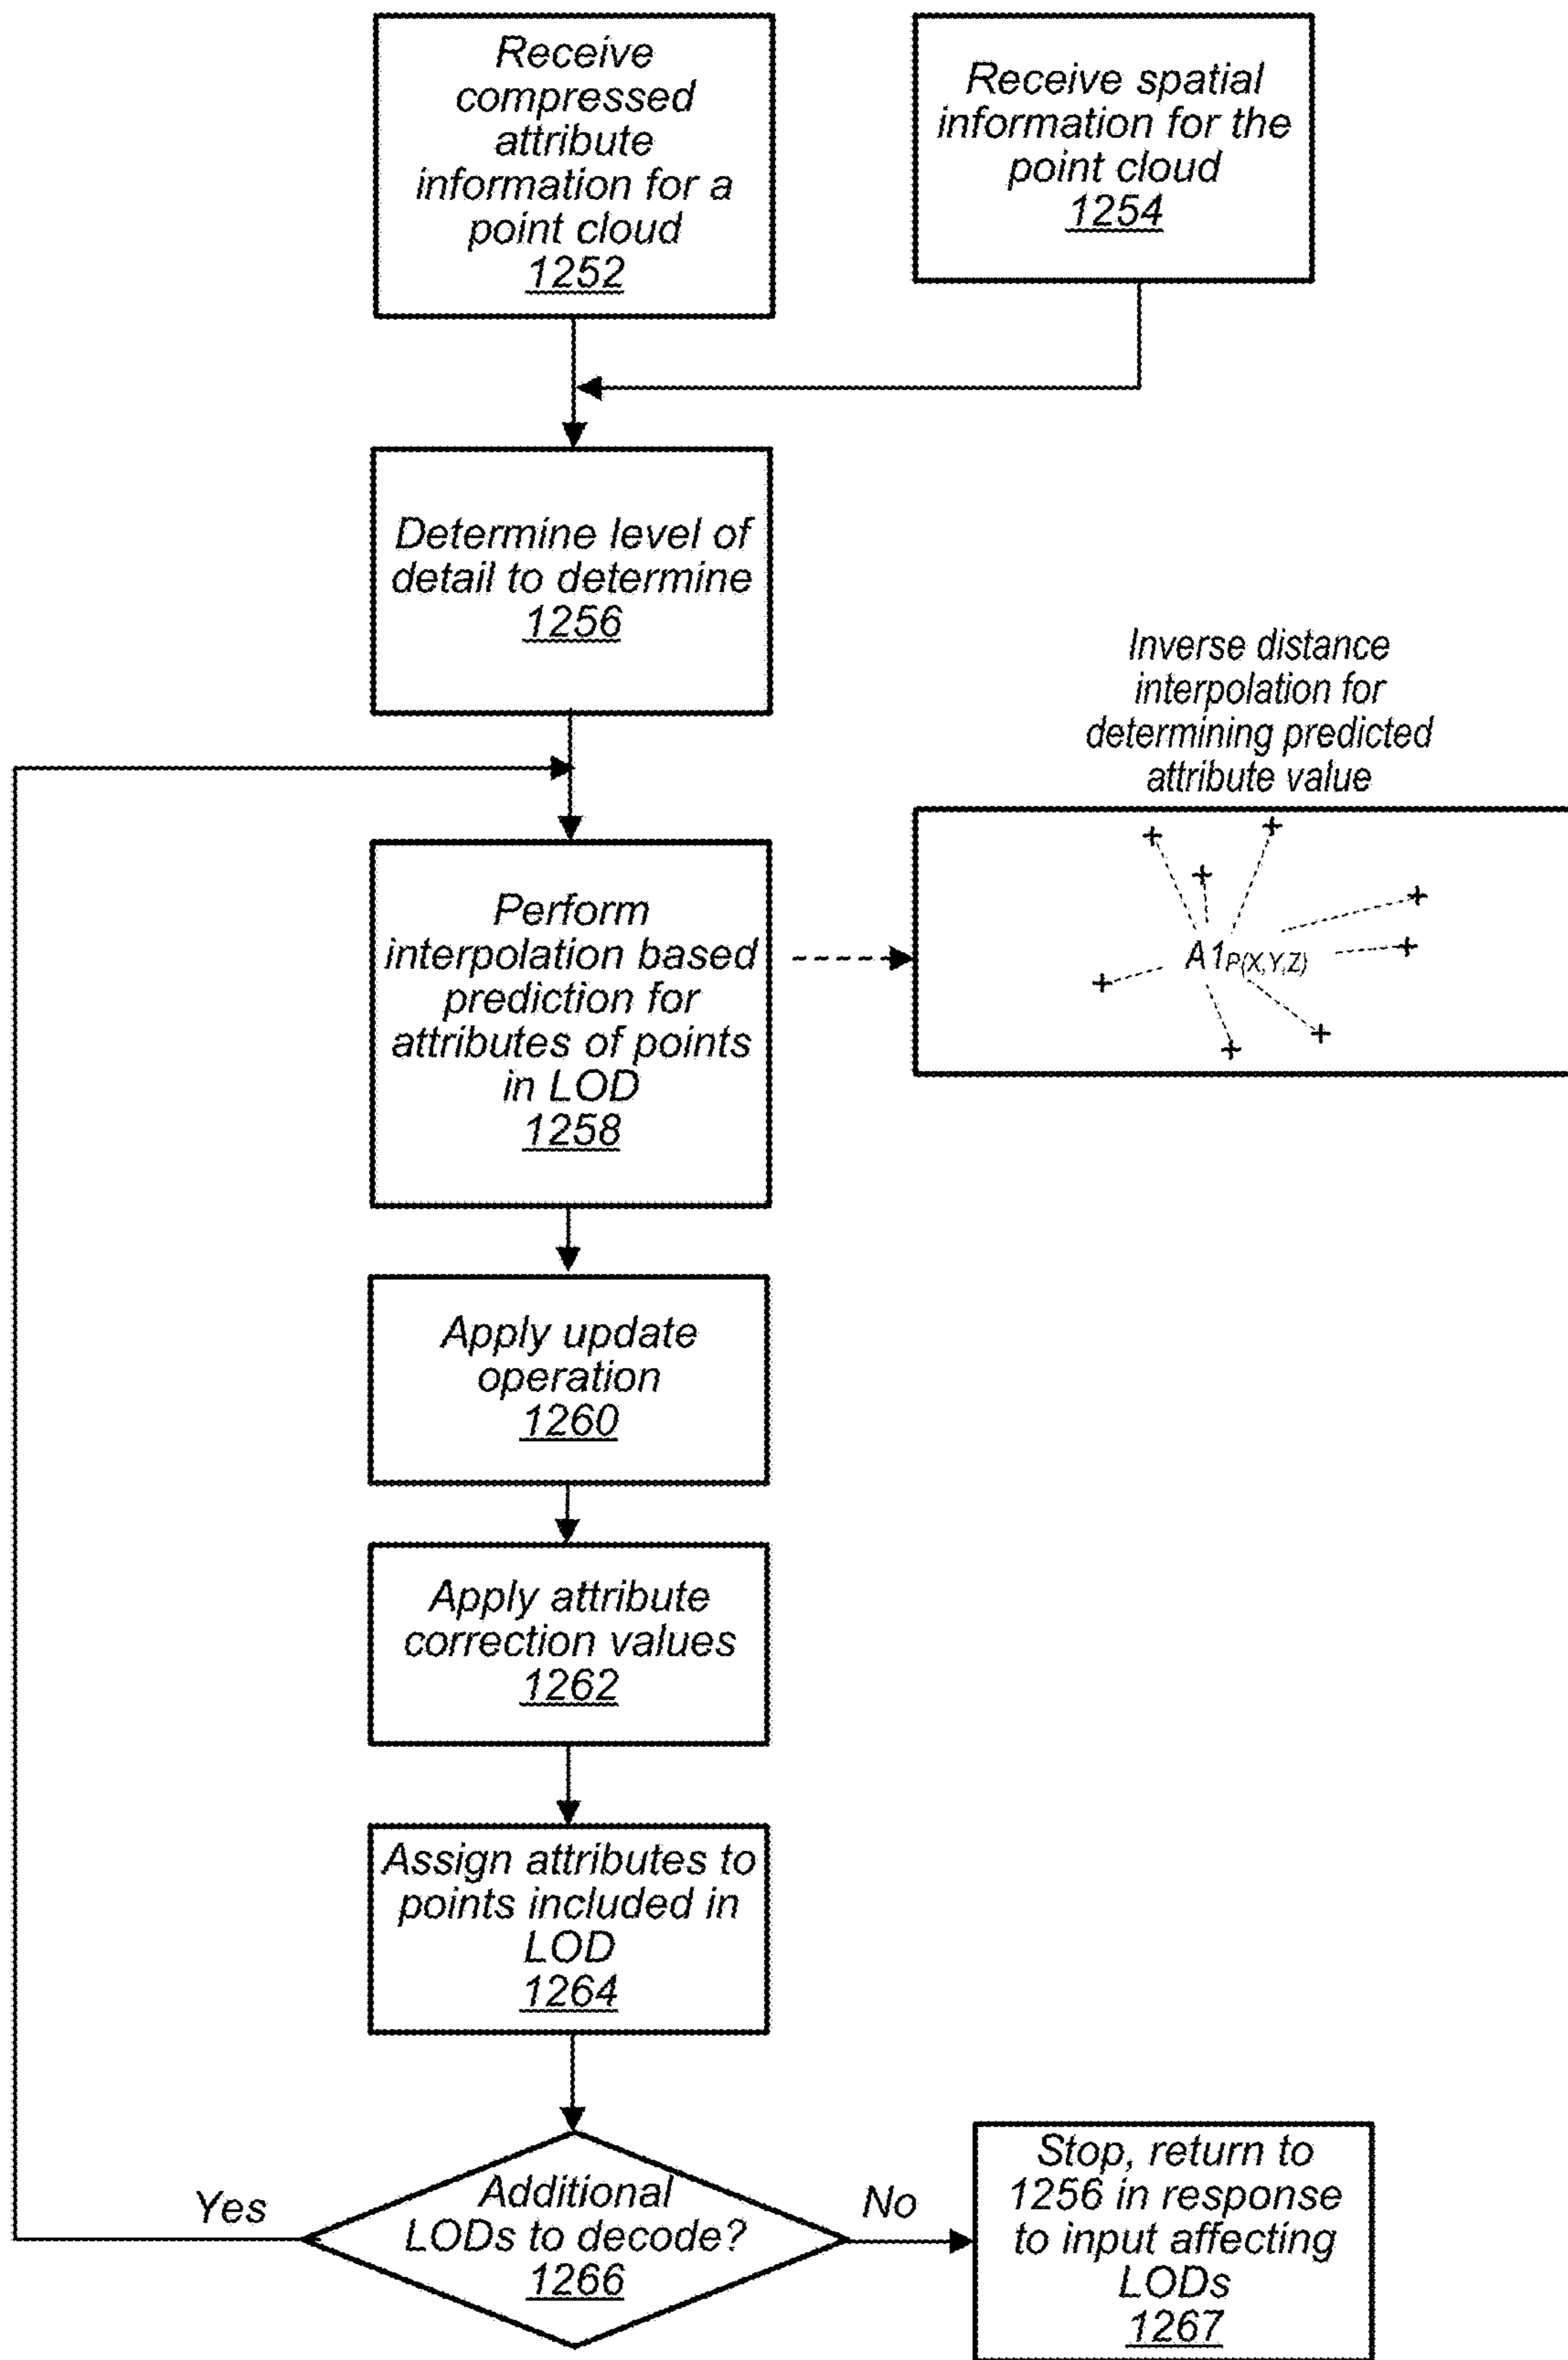 Receive
compressed
attribute
information for a
point cloud
1252
Receive spatial
information for the
point cloud
1254
Determine level of
detail to determine
1256
Inverse distance
interpolation for
determining predicted
attribute value
Perform
interpolation based
prediction for
attributes of points
in LOD
1258
A1P(X,Y,Z)
Apply update
operation
1260
Apply attribute
correction values
1262
Assign attributes to
points included in
LOD
1264
Yes
Additional
LODs to decode?
1266
No
Stop, return to
1256 in response
to input affecting
LODs
1267